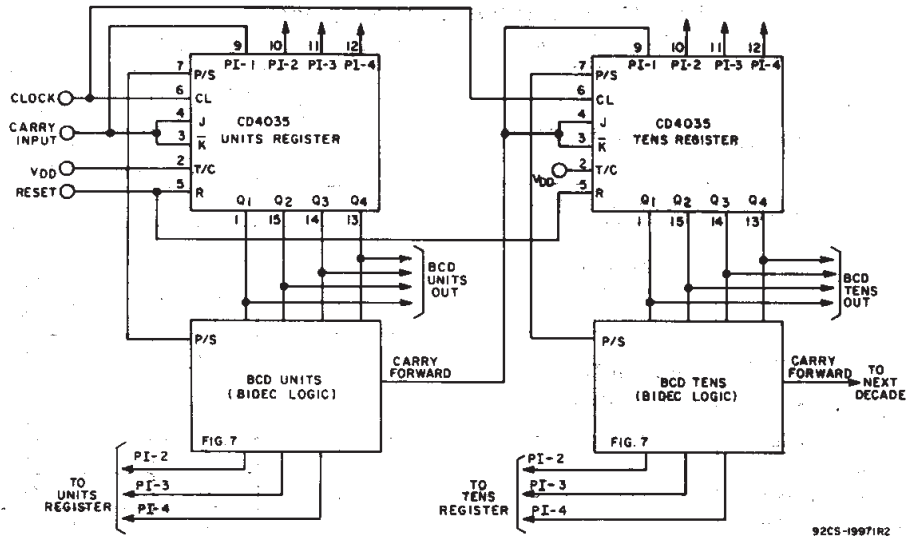 9 10 11 12
PI-1 PI-2 PI-3 PI-4
7 P/S
CLOCK 6 CL
4 J
CARRY
INPUT
3 K̅
CD4035
UNITS REGISTER
VDD 2 T/C
RESET 5 R
Q1 Q2 Q3 Q4
1 15 14 13
BCD
UNITS
OUT
P/S
BCD UNITS
(BIDEC LOGIC)
FIG. 7
CARRY
FORWARD
PI-2
PI-3
PI-4
TO
UNITS
REGISTER
9 10 11 12
PI-1 PI-2 PI-3 PI-4
7 P/S
6 CL
4 J
3 K̅
CD4035
TENS REGISTER
VDD 2 T/C
5 R
Q1 Q2 Q3 Q4
1 15 14 13
BCD
TENS
OUT
P/S
BCD TENS
(BIDEC LOGIC)
FIG. 7
CARRY
FORWARD
TO
NEXT
DECADE
PI-2
PI-3
PI-4
TO
TENS
REGISTER
92CS-19971R2